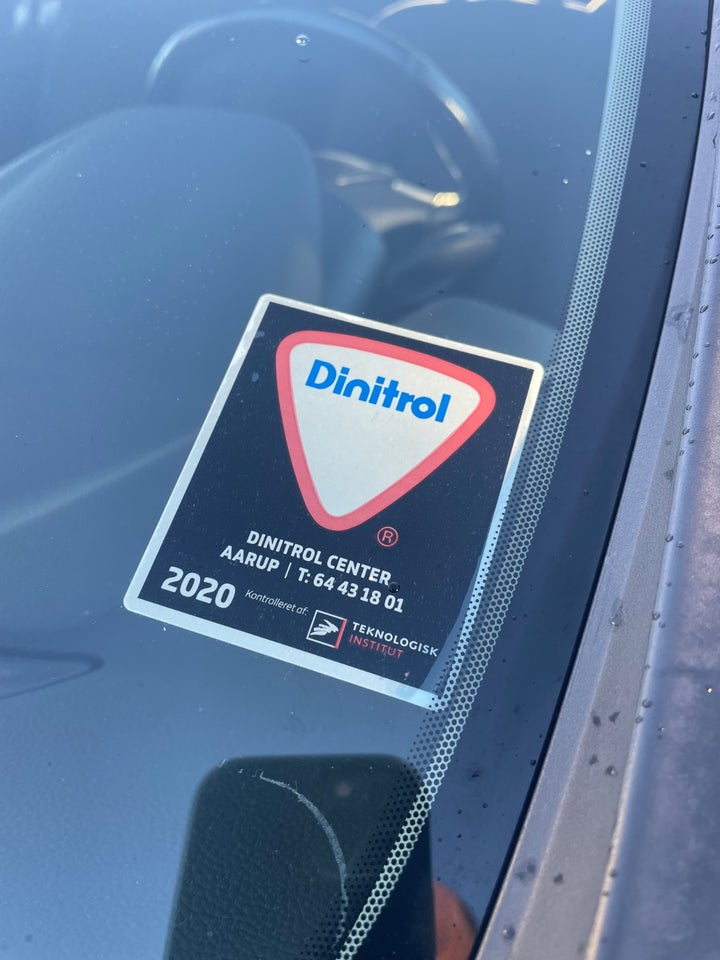 Dinitrol
®
DINITROL CENTER
AARUP | T: 64 43 18 01
2020
Kontrolleret af:
TEKNOLOGISK
INSTITUT